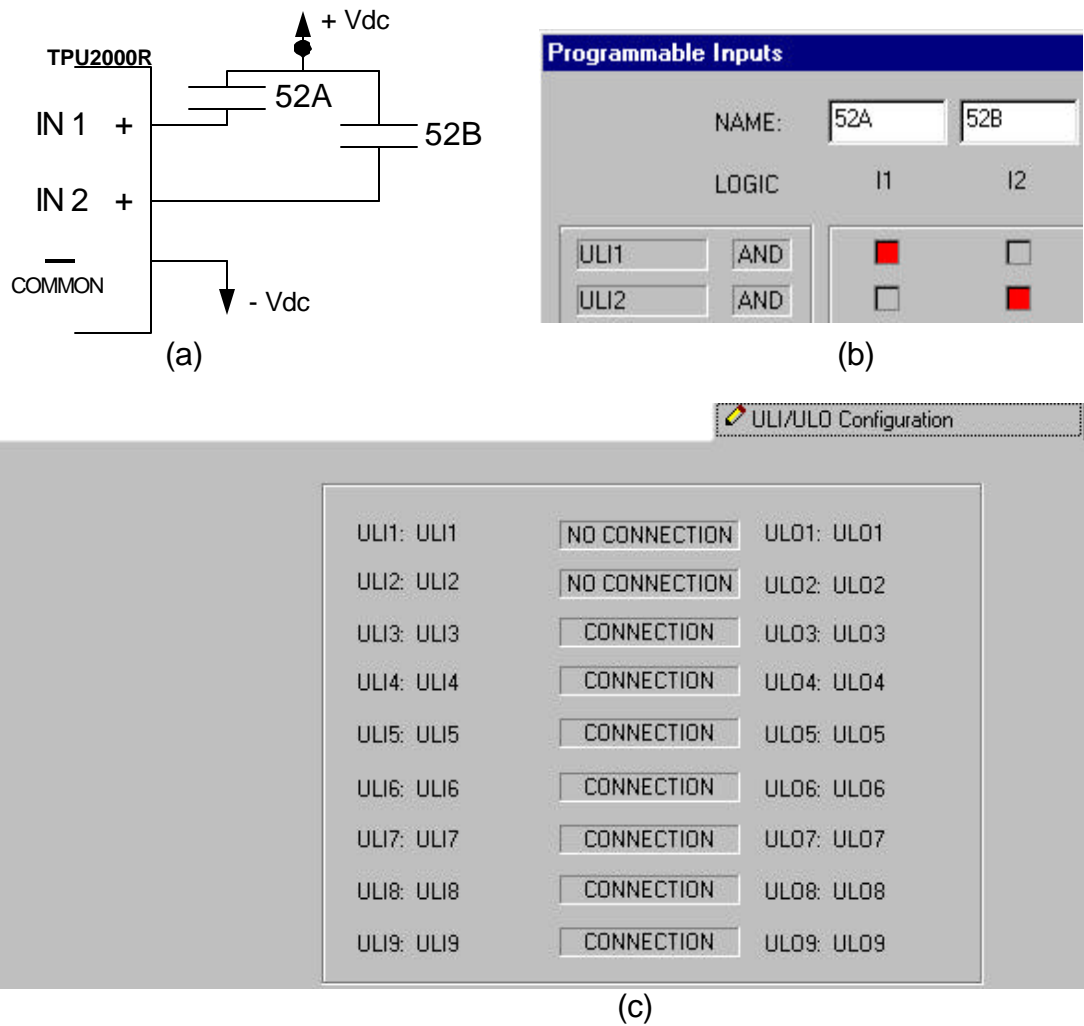 + Vdc
TPU2000R
52A
IN 1 +
52B
IN 2 +
COMMON
- Vdc
(a)
Programmable Inputs
NAME: 52A 52B
LOGIC I1 I2
ULI1 AND
ULI2 AND
(b)
ULI/ULO Configuration
ULI1: ULI1 NO CONNECTION ULO1: ULO1
ULI2: ULI2 NO CONNECTION ULO2: ULO2
ULI3: ULI3 CONNECTION ULO3: ULO3
ULI4: ULI4 CONNECTION ULO4: ULO4
ULI5: ULI5 CONNECTION ULO5: ULO5
ULI6: ULI6 CONNECTION ULO6: ULO6
ULI7: ULI7 CONNECTION ULO7: ULO7
ULI8: ULI8 CONNECTION ULO8: ULO8
ULI9: ULI9 CONNECTION ULO9: ULO9
(c)